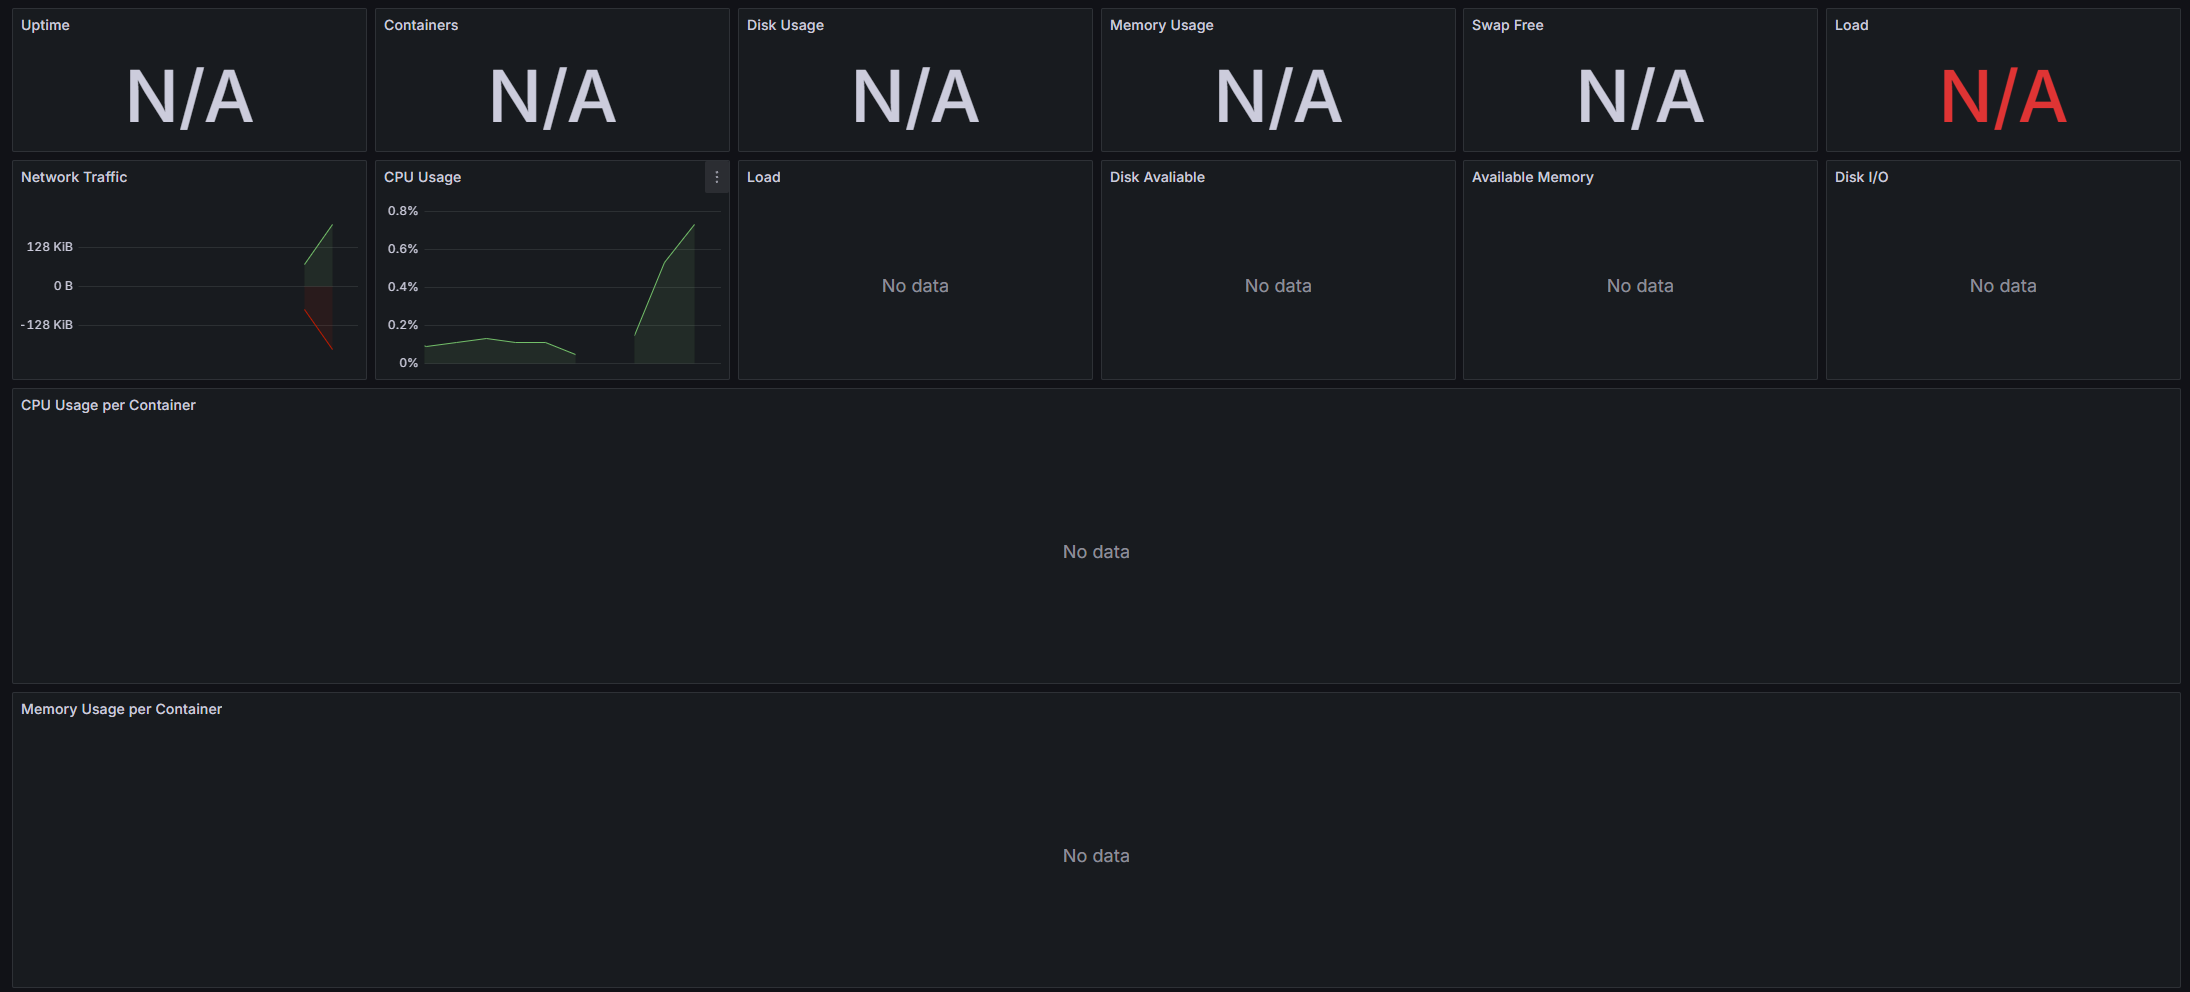 Uptime
N/A
Containers
N/A
Disk Usage
N/A
Memory Usage
N/A
Swap Free
N/A
Load
N/A
Network Traffic
128 KiB
0 B
-128 KiB
CPU Usage
0.8%
0.6%
0.4%
0.2%
0%
Load
No data
Disk Avaliable
No data
Available Memory
No data
Disk I/O
No data
CPU Usage per Container
No data
Memory Usage per Container
No data